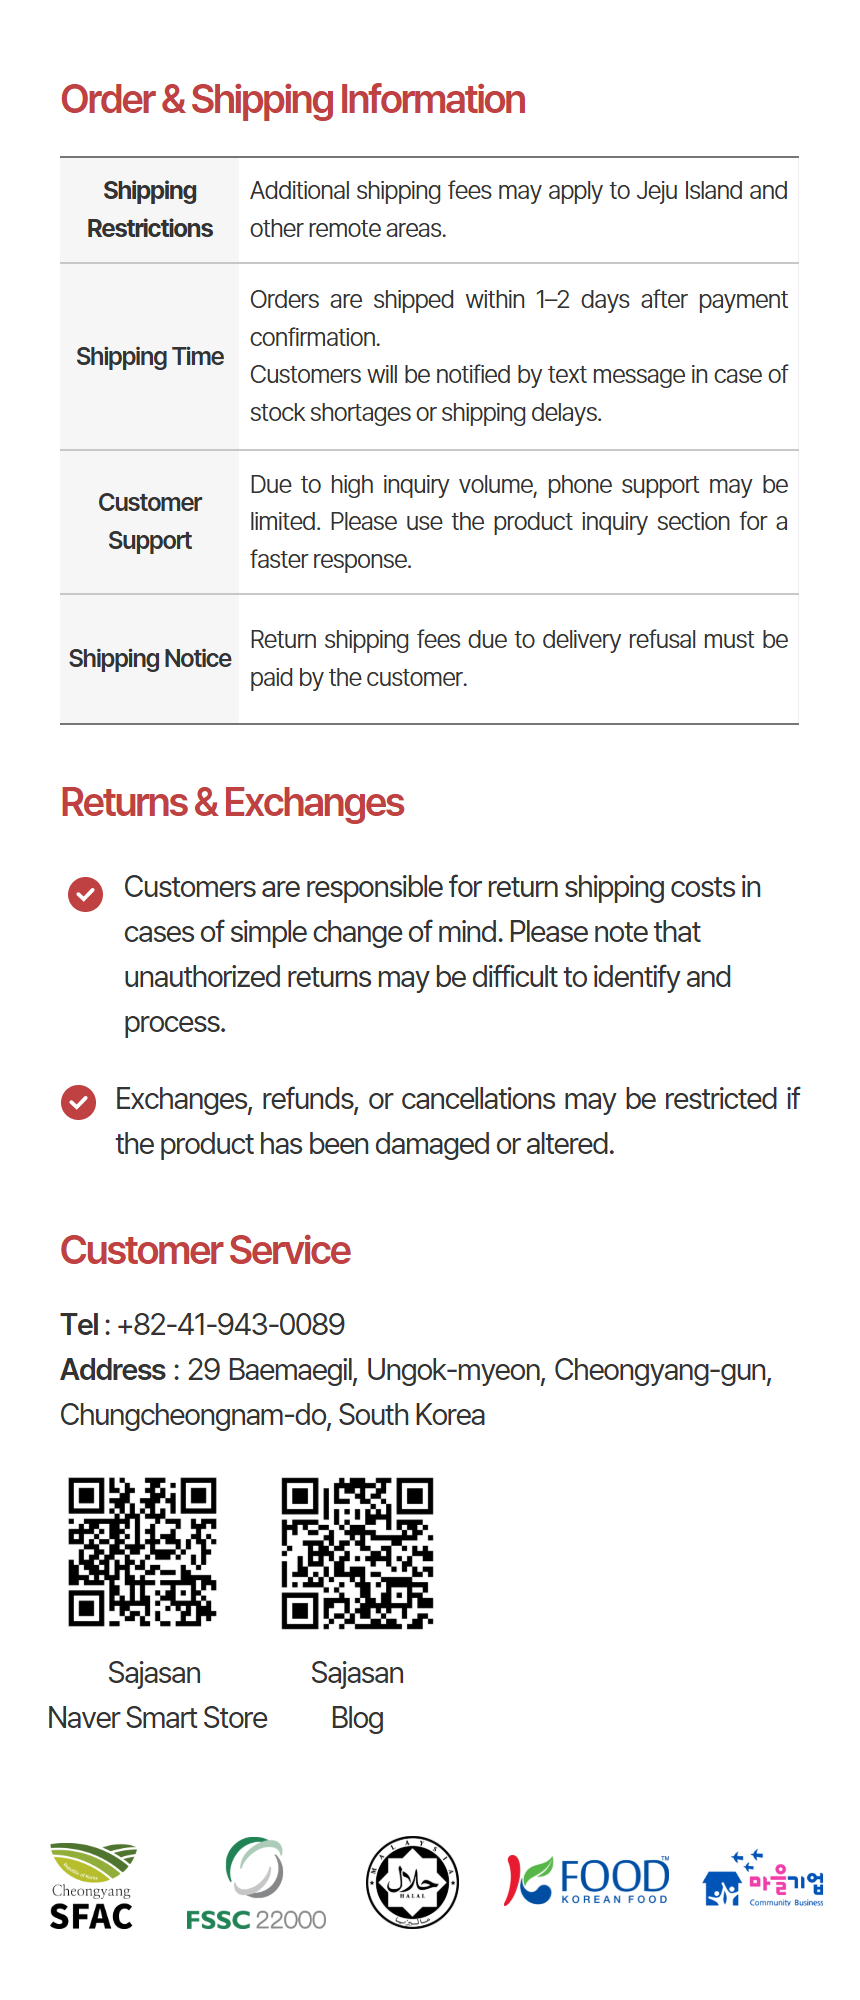 Order & Shipping Information
Shipping
Restrictions
Additional shipping fees may apply to Jeju Island and
other remote areas.
Shipping Time
Orders are shipped within 1–2 days after payment
confirmation.
Customers will be notified by text message in case of
stock shortages or shipping delays.
Customer
Support
Due to high inquiry volume, phone support may be
limited. Please use the product inquiry section for a
faster response.
Shipping Notice
Return shipping fees due to delivery refusal must be
paid by the customer.
Returns & Exchanges
Customers are responsible for return shipping costs in
cases of simple change of mind. Please note that
unauthorized returns may be difficult to identify and
process.
Exchanges, refunds, or cancellations may be restricted if
the product has been damaged or altered.
Customer Service
Tel : +82-41-943-0089
Address : 29 Baemaegil, Ungok-myeon, Cheongyang-gun,
Chungcheongnam-do, South Korea
Sajasan
Naver Smart Store
Sajasan
Blog
Republic of Korea
Cheongyang
SFAC
FSSC 22000
MALAYSIA
حلال
HALAL
مليسيا
FOOD™
KOREAN FOOD
마을기업
Community Business